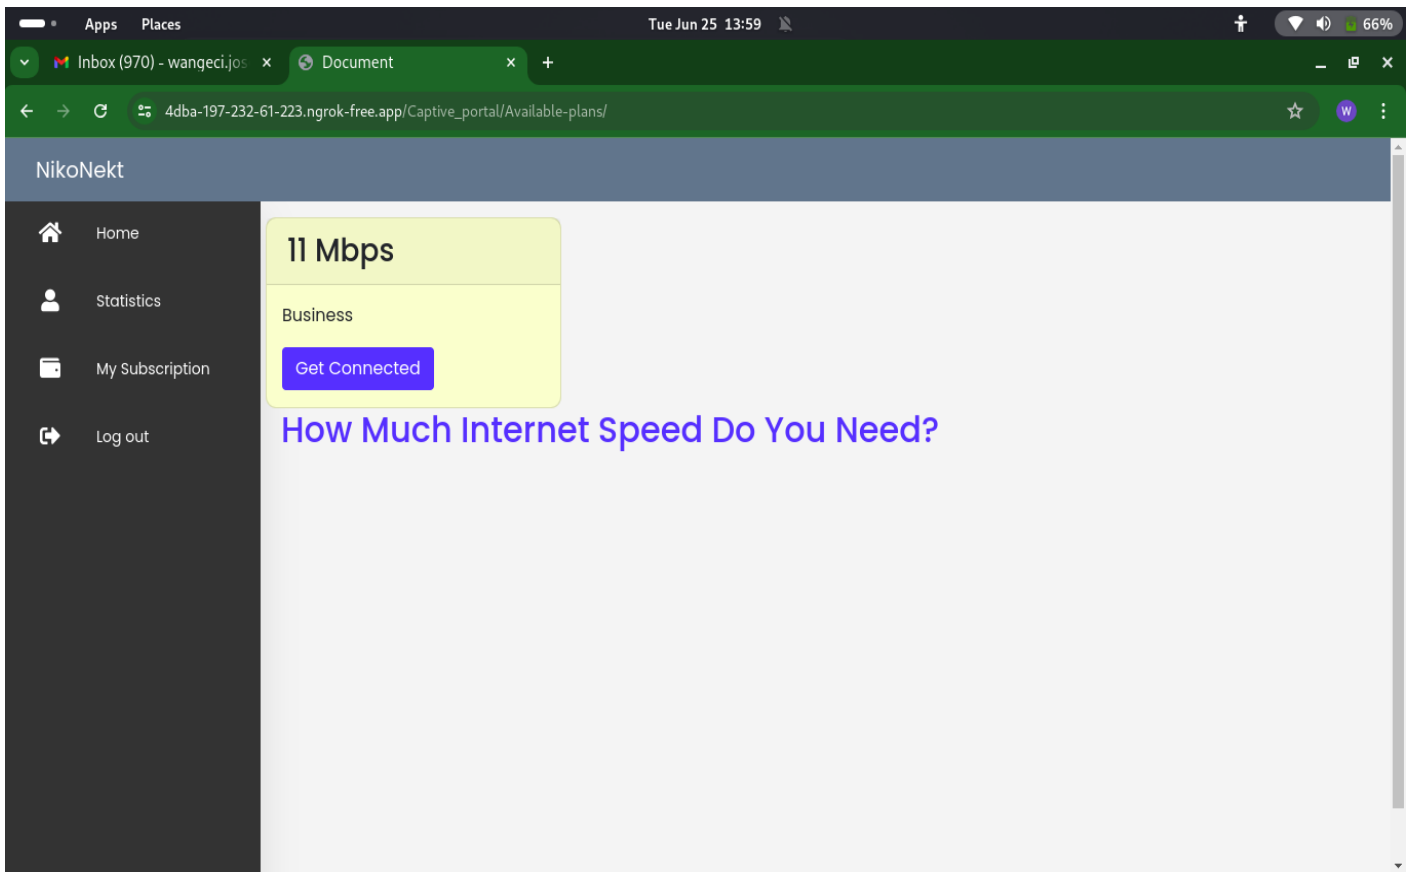 Apps Places Tue Jun 25 13:59 66%
Inbox (970) - wangeci.jos Document
4dba-197-232-61-223.ngrok-free.app/Captive_portal/Available-plans/ W
NikoNekt
Home
Statistics
My Subscription
Log out
11 Mbps
Business
Get Connected
How Much Internet Speed Do You Need?